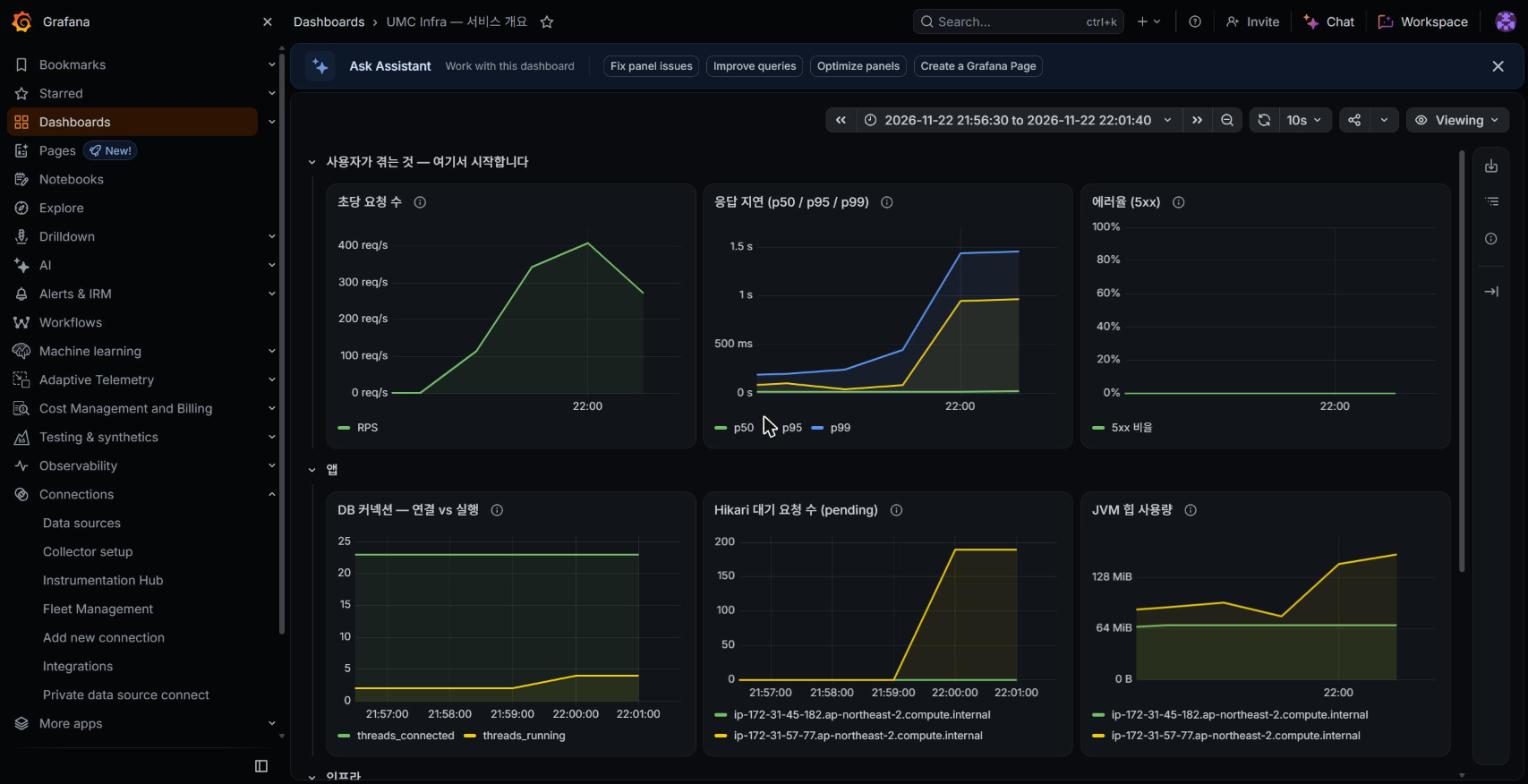 Grafana
Dashboards › UMC Infra — 서비스 개요
Search... ctrl+k
Invite
Chat
Workspace
Bookmarks
Starred
Dashboards
Pages New!
Notebooks
Explore
Drilldown
AI
Alerts & IRM
Workflows
Machine learning
Adaptive Telemetry
Cost Management and Billing
Testing & synthetics
Observability
Connections
Data sources
Collector setup
Instrumentation Hub
Fleet Management
Add new connection
Integrations
Private data source connect
More apps
Ask Assistant Work with this dashboard Fix panel issues Improve queries Optimize panels Create a Grafana Page
2026-11-22 21:56:30 to 2026-11-22 22:01:40
10s
Viewing
사용자가 겪는 것 — 여기서 시작합니다
초당 요청 수
400 req/s
300 req/s
200 req/s
100 req/s
0 req/s
22:00
RPS
응답 지연 (p50 / p95 / p99)
1.5 s
1 s
500 ms
0 s
22:00
p50 p95 p99
에러율 (5xx)
100%
80%
60%
40%
20%
0%
22:00
5xx 비율
앱
DB 커넥션 — 연결 vs 실행
25
20
15
10
5
0
21:57:00 21:58:00 21:59:00 22:00:00 22:01:00
threads_connected threads_running
Hikari 대기 요청 수 (pending)
200
150
100
50
0
21:57:00 21:58:00 21:59:00 22:00:00 22:01:00
ip-172-31-45-182.ap-northeast-2.compute.internal
ip-172-31-57-77.ap-northeast-2.compute.internal
JVM 힙 사용량
128 MiB
64 MiB
0 B
22:00
ip-172-31-45-182.ap-northeast-2.compute.internal
ip-172-31-57-77.ap-northeast-2.compute.internal
인프라